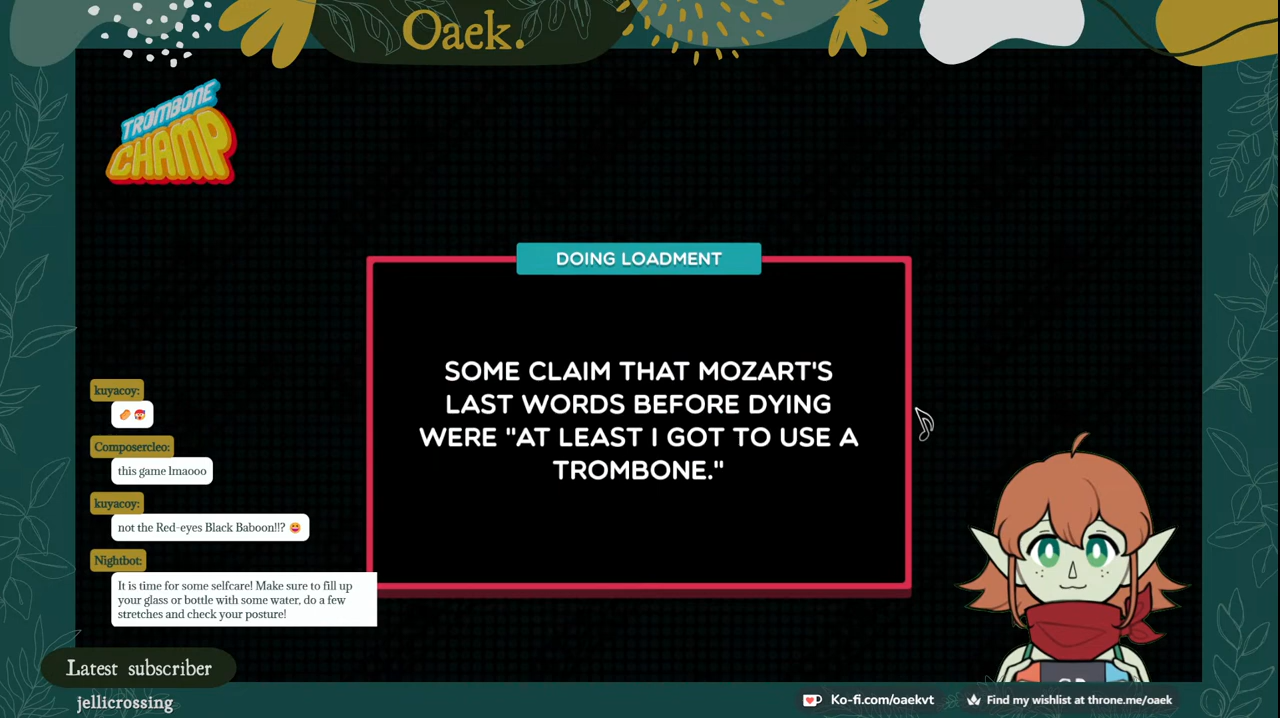 Oaek.
TROMBONE
CHAMP
DOING LOADMENT
SOME CLAIM THAT MOZART'S
LAST WORDS BEFORE DYING
WERE "AT LEAST I GOT TO USE A
TROMBONE."
kuyacoy:
Composercleo:
this game lmaooo
kuyacoy:
not the Red-eyes Black Baboon!!?
Nightbot:
It is time for some selfcare! Make sure to fill up
your glass or bottle with some water, do a few
stretches and check your posture!
Latest subscriber
jellicrossing
Ko-fi.com/oaekvt
Find my wishlist at throne.me/oaek